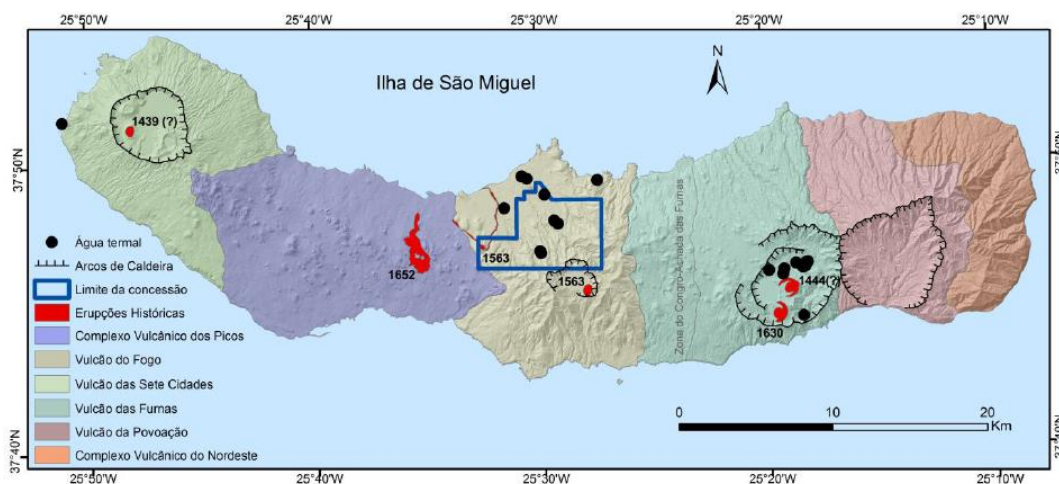 25°50'W 25°40'W 25°30'W 25°20'W 25°10'W
Ilha de São Miguel
N
1439 (?)
37°50'N
37°50'N
1563
1652
1563
1444(?)
1630
Zona do Congro
Achada das Furnas
Água termal
Arcos de Caldeira
Limite da concessão
Erupções Históricas
Complexo Vulcânico dos Picos
Vulcão do Fogo
Vulcão das Sete Cidades
Vulcão das Furnas
Vulcão da Povoação
Complexo Vulcânico do Nordeste
0 10 20
Km
37°40'N
37°40'N
25°50'W 25°40'W 25°30'W 25°20'W 25°10'W